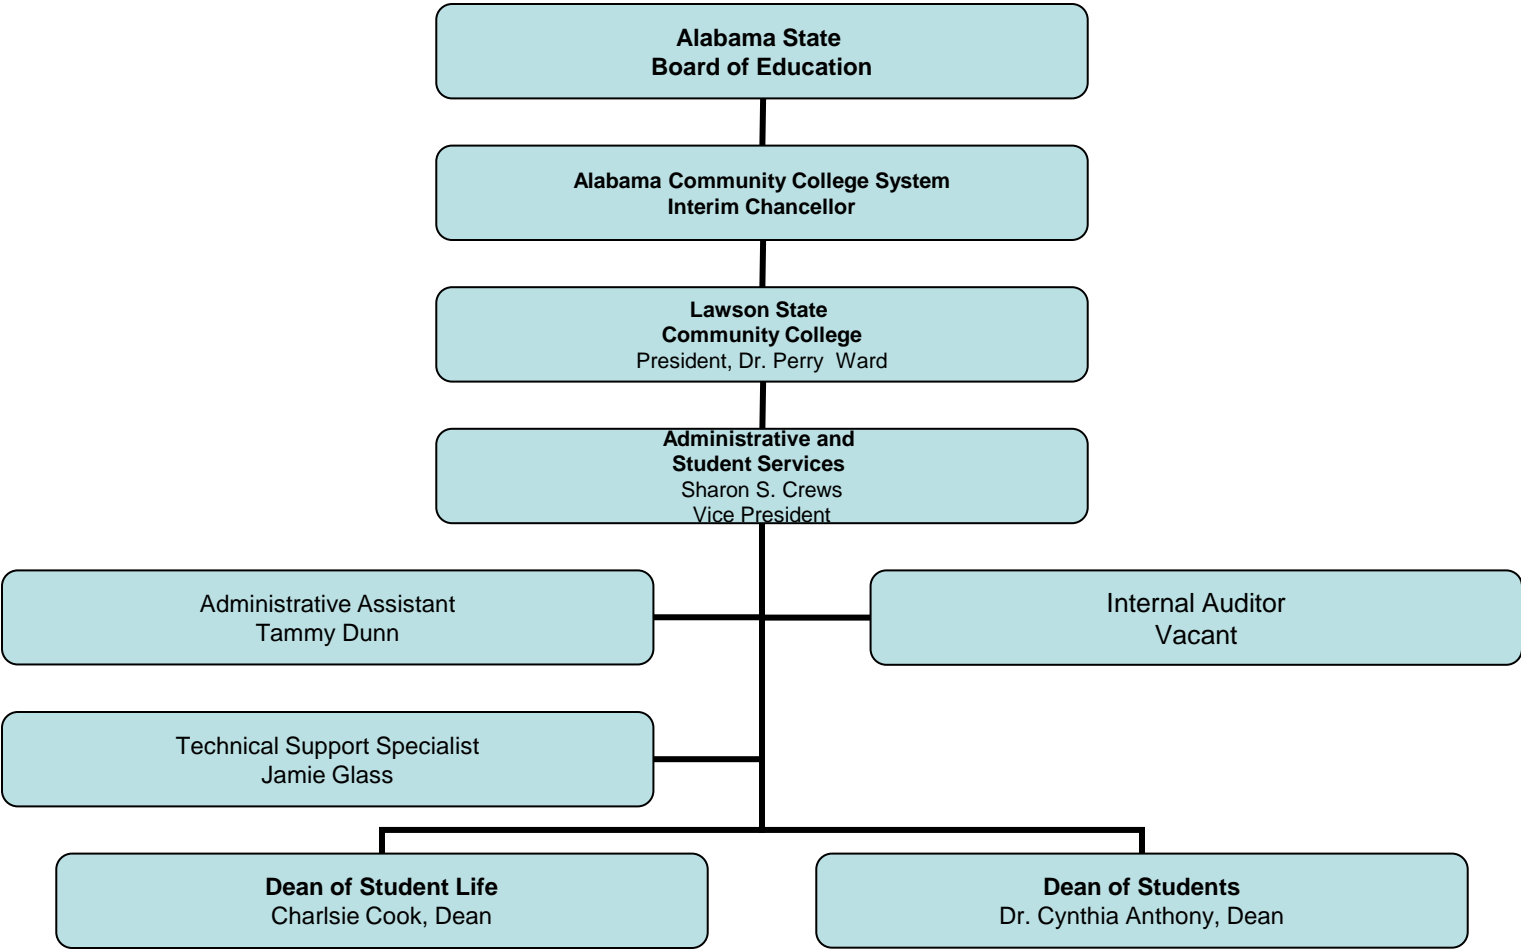 Alabama State
Board of Education
Alabama Community College System
Interim Chancellor
Lawson State
Community College
President, Dr. Perry Ward
Administrative and
Student Services
Sharon S. Crews
Vice President
Administrative Assistant
Tammy Dunn
Internal Auditor
Vacant
Technical Support Specialist
Jamie Glass
Dean of Student Life
Charlsie Cook, Dean
Dean of Students
Dr. Cynthia Anthony, Dean